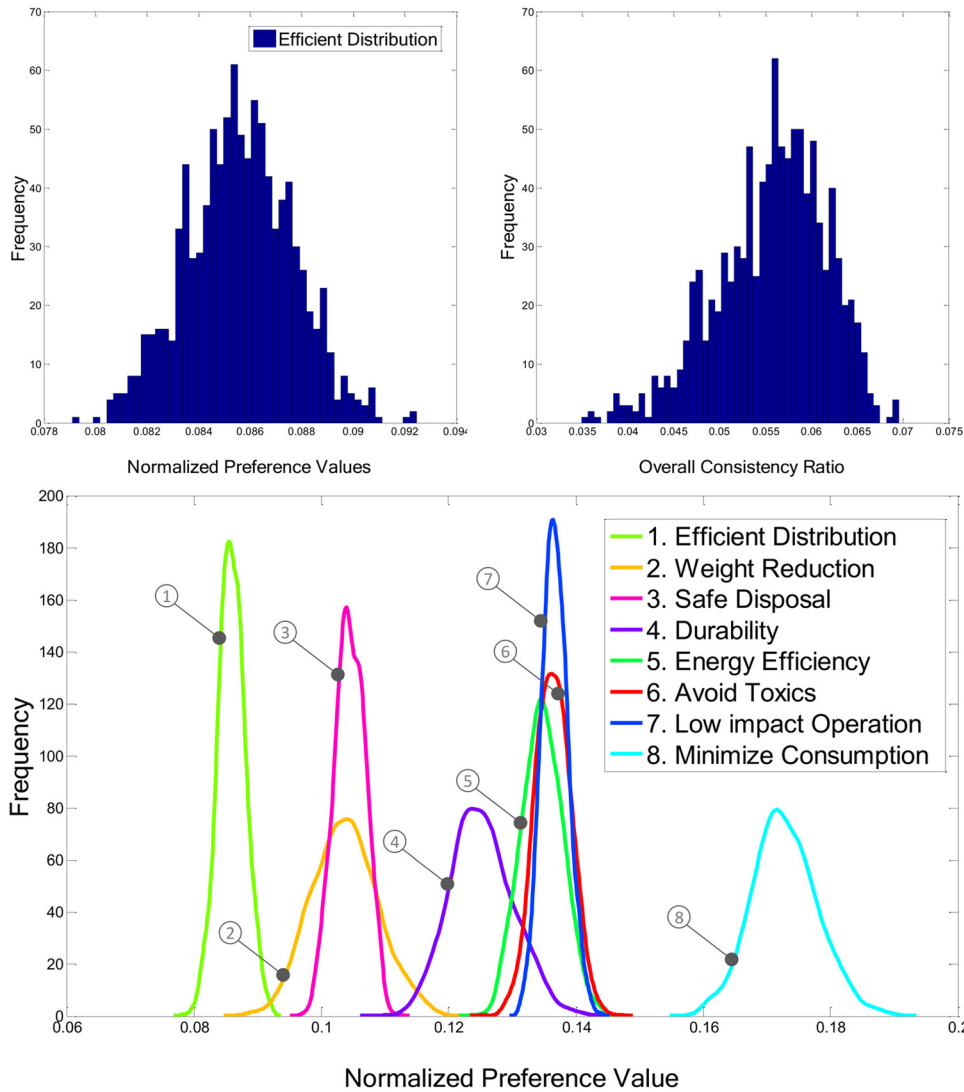 70
60
50
40
30
20
10
0
Frequency
Efficient Distribution
0.078 0.08 0.082 0.084 0.086 0.088 0.09 0.092 0.094
Normalized Preference Values
70
60
50
40
30
20
10
0
Frequency
0.03 0.035 0.04 0.045 0.05 0.055 0.06 0.065 0.07 0.075
Overall Consistency Ratio
200
180
160
140
120
100
80
60
40
20
0
Frequency
1
2
3
4
5
6
7
8
1. Efficient Distribution
2. Weight Reduction
3. Safe Disposal
4. Durability
5. Energy Efficiency
6. Avoid Toxics
7. Low impact Operation
8. Minimize Consumption
0.06 0.08 0.1 0.12 0.14 0.16 0.18 0.2
Normalized Preference Value